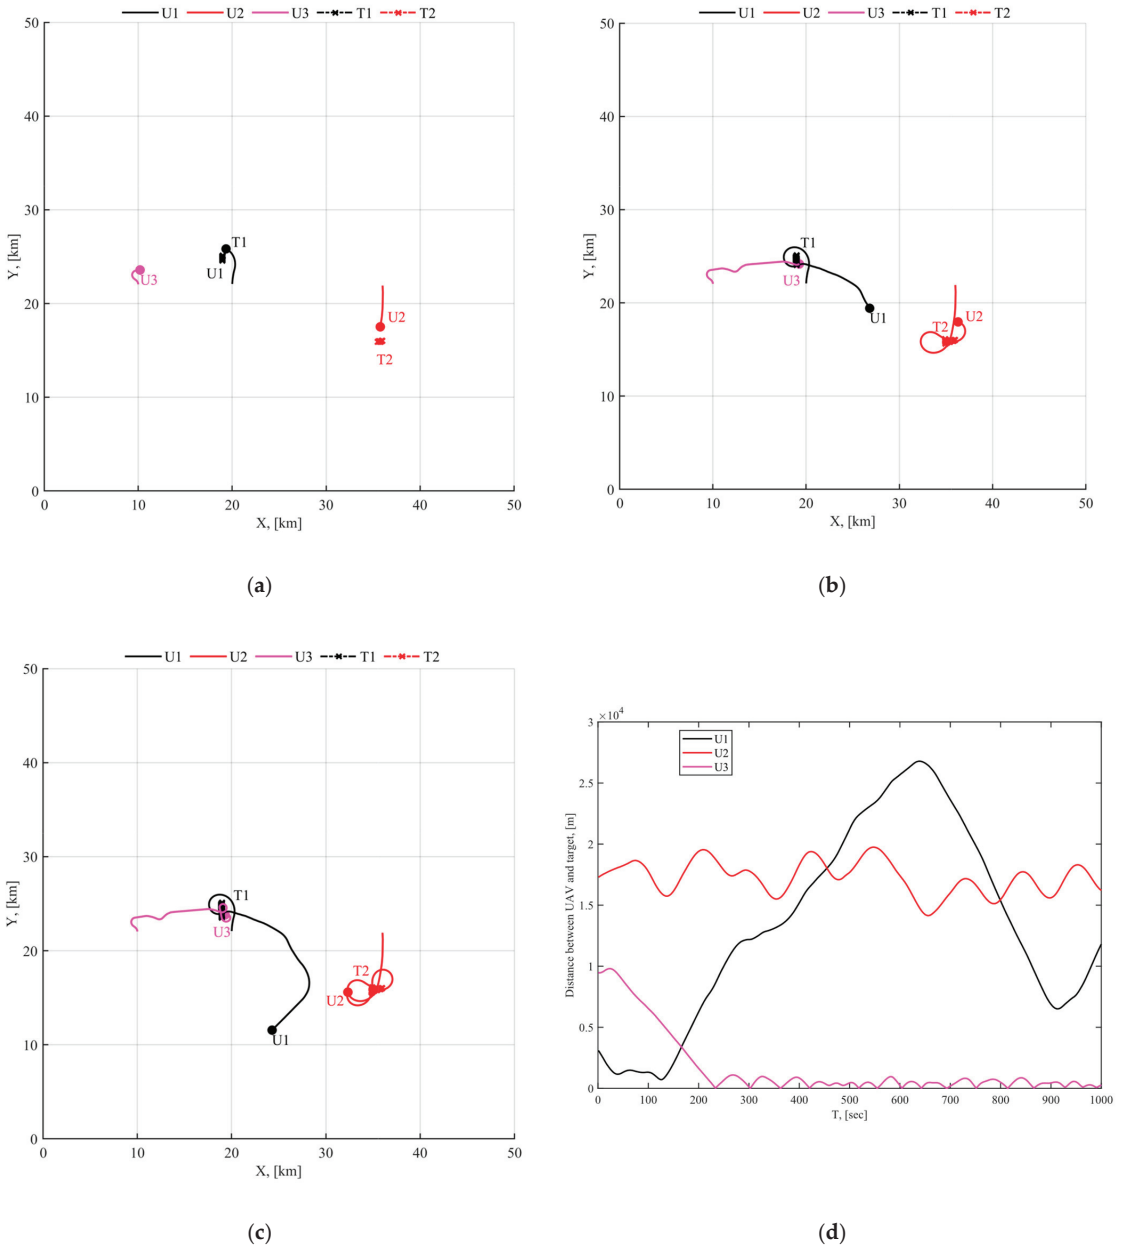 U1 U2 U3 T1 T2
50
40
30
20
10
0
Y, [km]
T1
U1
U3
U2
T2
0 10 20 30 40 50
X, [km]
(a)
U1 U2 U3 T1 T2
50
40
30
20
10
0
Y, [km]
T1
U3
U1
T2
U2
0 10 20 30 40 50
X, [km]
(b)
U1 U2 U3 T1 T2
50
40
30
20
10
0
Y, [km]
T1
U3
T2
U2
U1
0 10 20 30 40 50
X, [km]
(c)
×10⁴
3
2.5
2
1.5
1
0.5
0
Distance between UAV and target, [m]
U1
U2
U3
0 100 200 300 400 500 600 700 800 900 1000
T, [sec]
(d)